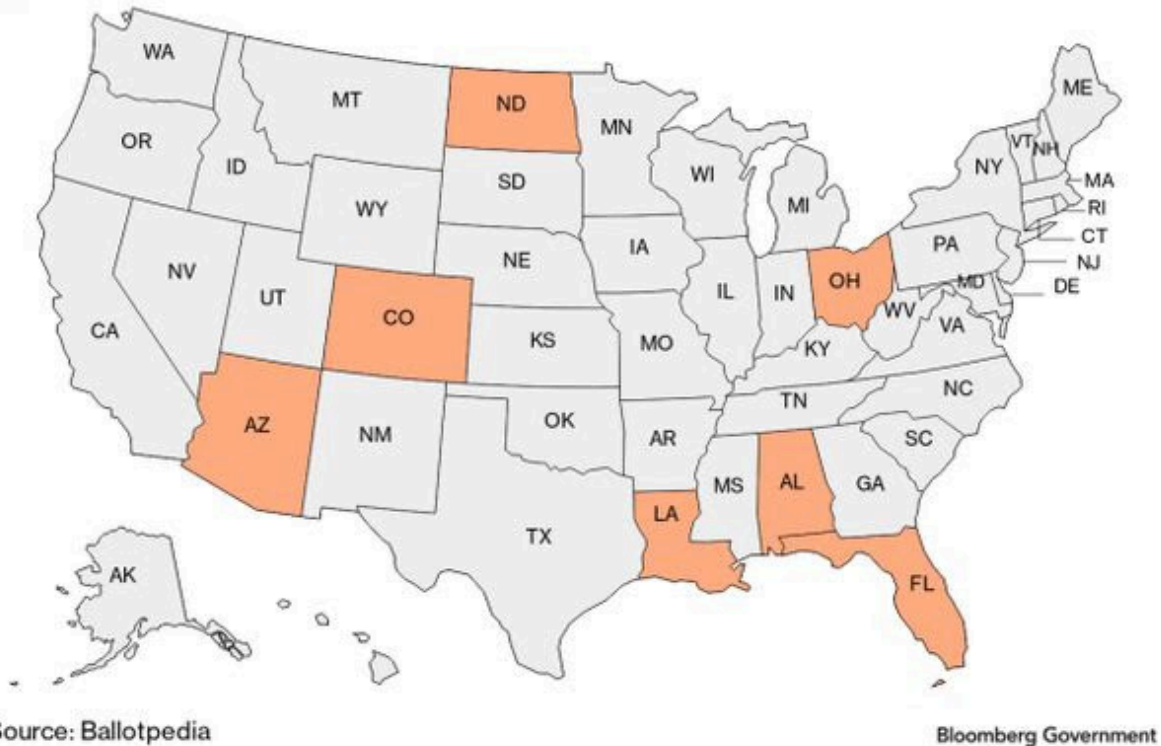 WA
MT
ND
MN
ME
OR
ID
SD
WI
MI
NY
VT
NH
MA
RI
CT
NJ
DE
WY
IA
NE
PA
MD
NV
UT
CO
IL
IN
OH
WV
VA
CA
KS
MO
KY
AZ
NM
OK
AR
TN
NC
SC
MS
AL
GA
LA
TX
FL
AK
ource: Ballotpedia
Bloomberg Government